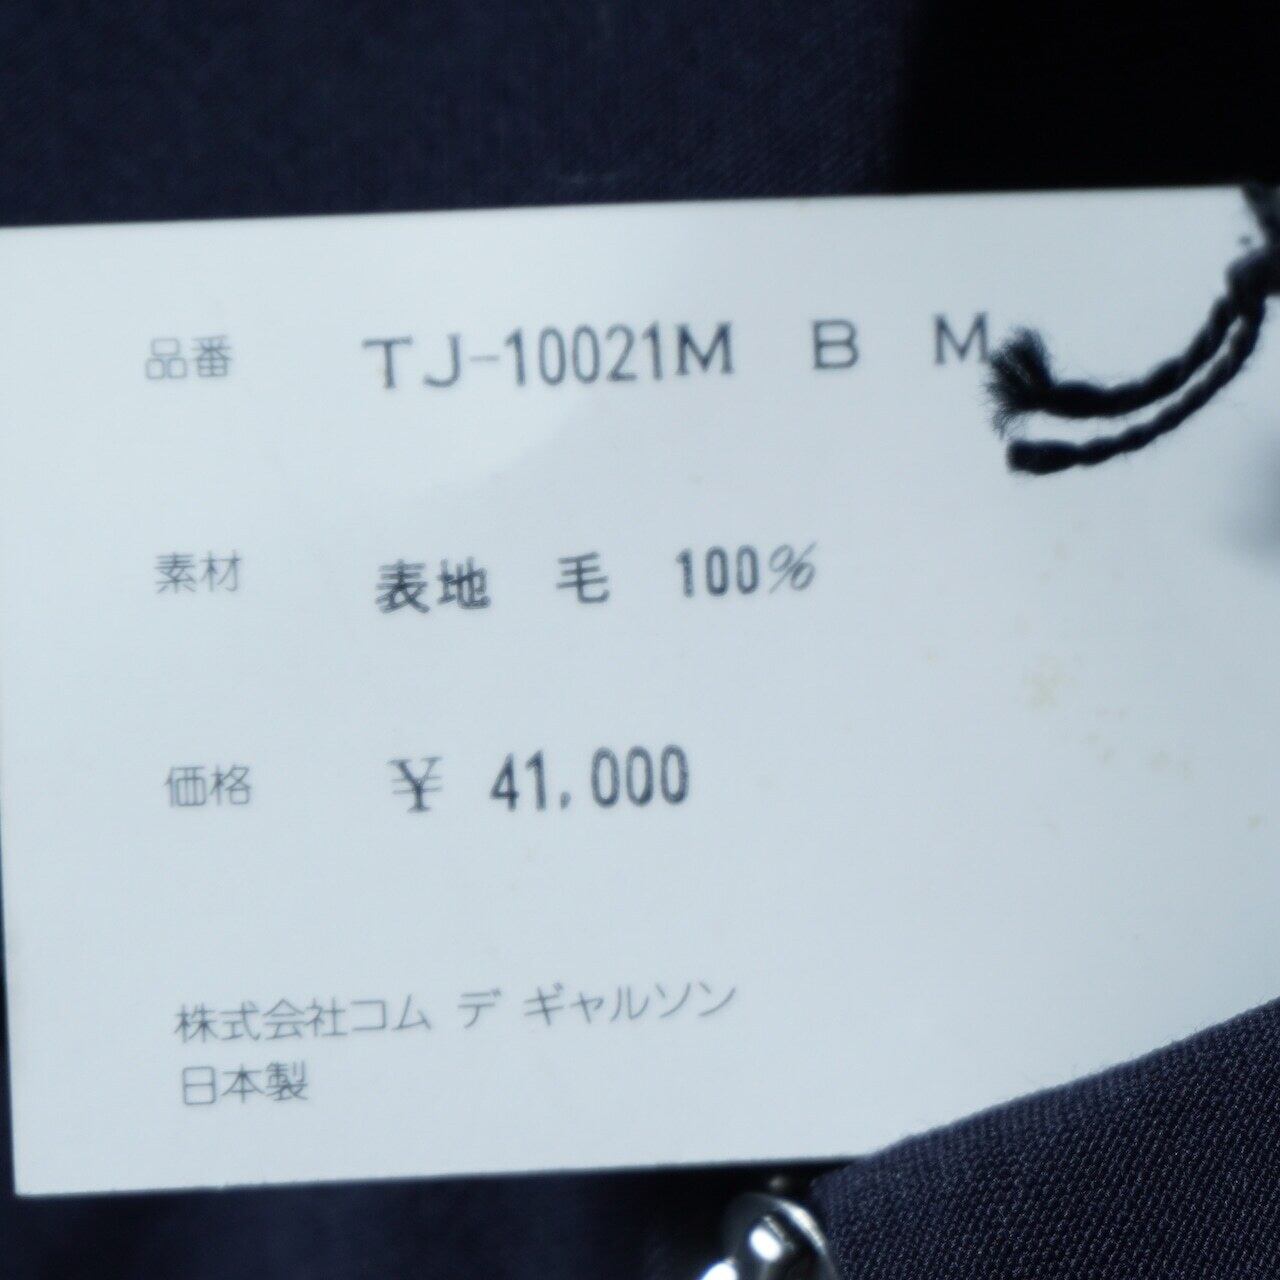 品番 TJ-10021M B M
素材 表地 毛 100%
価格 ¥ 41,000
株式会社コム デ ギャルソン
日本製